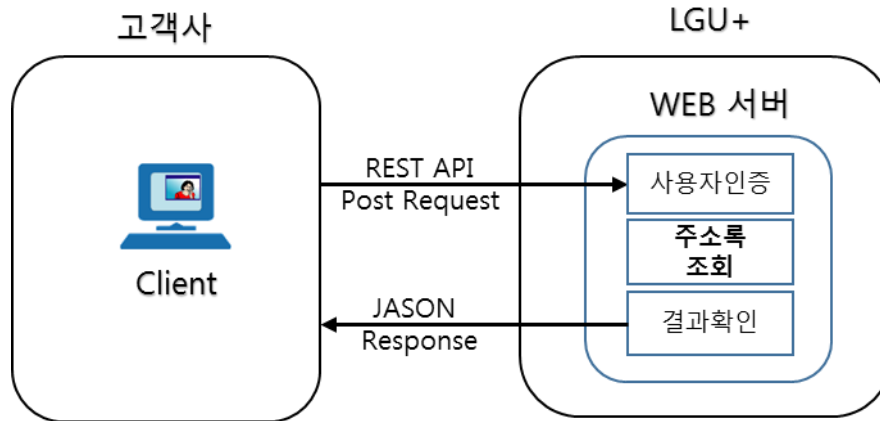 고객사
LGU+
WEB 서버
REST API
Post Request
사용자인증
주소록
조회
Client
JASON
Response
결과확인